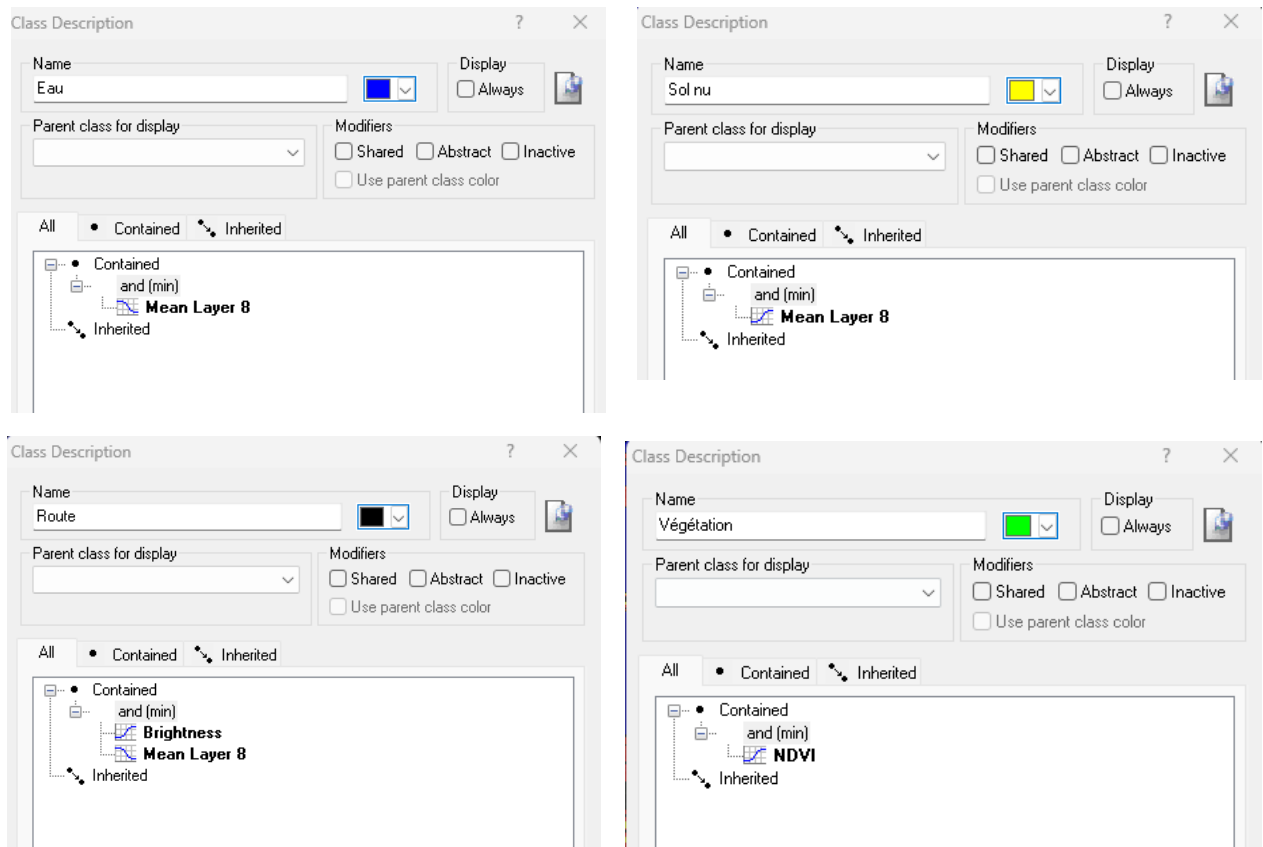 Class Description ?
Name
Display
Eau
Always
Parent class for display
Modifiers
Shared Abstract Inactive
Use parent class color
All Contained Inherited
Contained
and (min)
Mean Layer 8
Inherited
Class Description ?
Name
Display
Sol nu
Always
Parent class for display
Modifiers
Shared Abstract Inactive
Use parent class color
All Contained Inherited
Contained
and (min)
Mean Layer 8
Inherited
Class Description ?
Name
Display
Route
Always
Parent class for display
Modifiers
Shared Abstract Inactive
Use parent class color
All Contained Inherited
Contained
and (min)
Brightness
Mean Layer 8
Inherited
Class Description ?
Name
Display
Végétation
Always
Parent class for display
Modifiers
Shared Abstract Inactive
Use parent class color
All Contained Inherited
Contained
and (min)
NDVI
Inherited